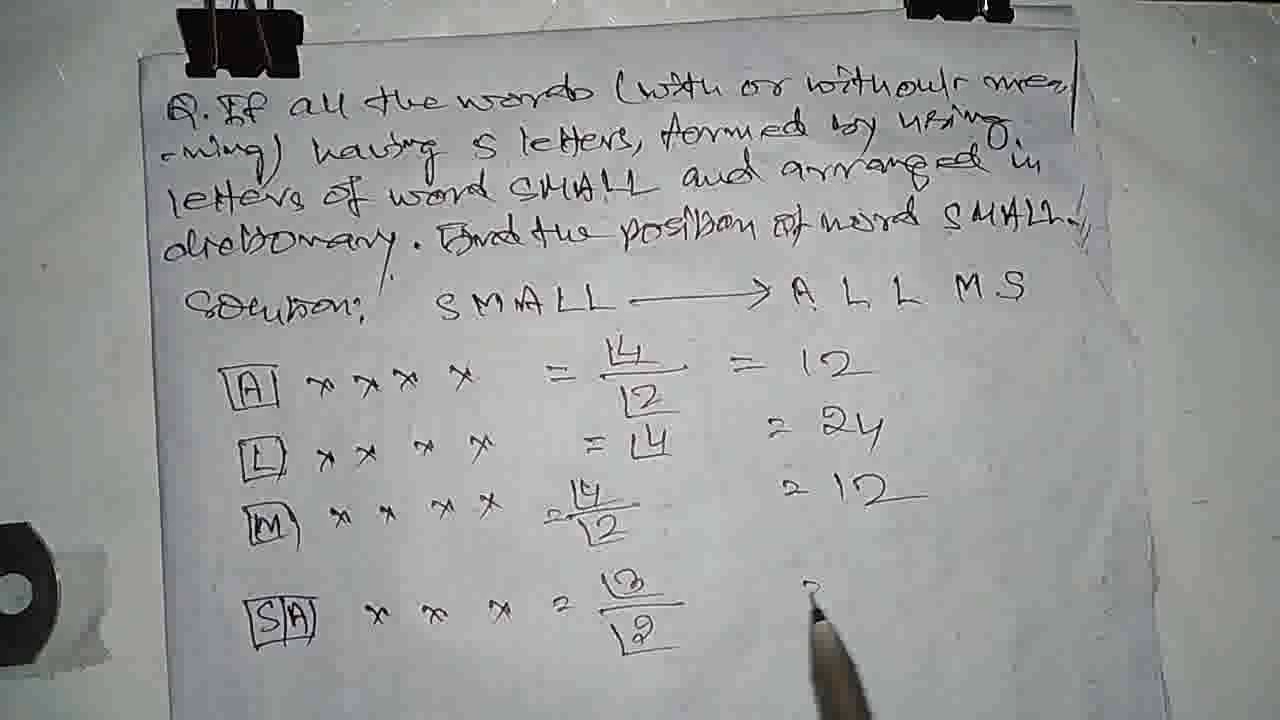 Q. If all the words (with or without mea
-ning) having 5 letters, formed by using
letters of word SMALL and arranged in
dictionary. Find the position of word SMALL.
Solution: SMALL → A L L M S
A × × × × = ⌊4 / ⌊2 = 12
L × × × × = ⌊4 = 24
M × × × × = ⌊4 / ⌊2 = 12
S A × × × = ⌊3 / ⌊2